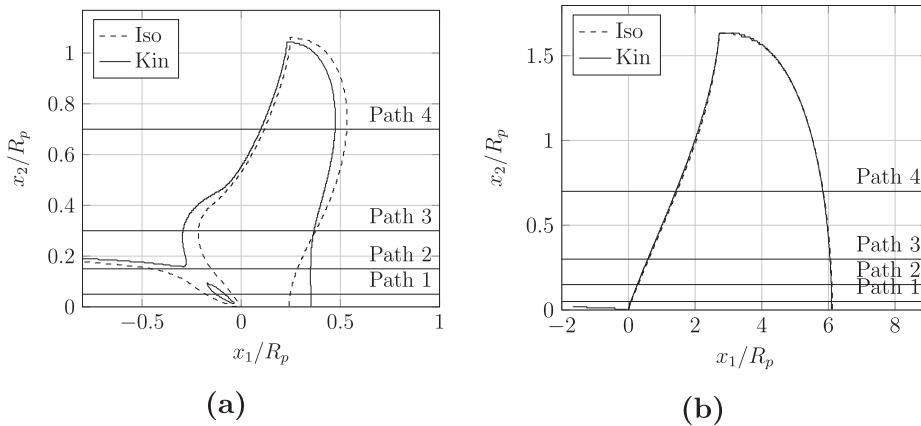 Iso
Kin
1
0.8
0.6
0.4
0.2
0
x₂/Rₚ
Path 4
Path 3
Path 2
Path 1
−0.5
0
0.5
1
x₁/Rₚ
(a)
Iso
Kin
1.5
1
0.5
0
x₂/Rₚ
Path 4
Path 3
Path 2
Path 1
−2
0
2
4
6
8
x₁/Rₚ
(b)